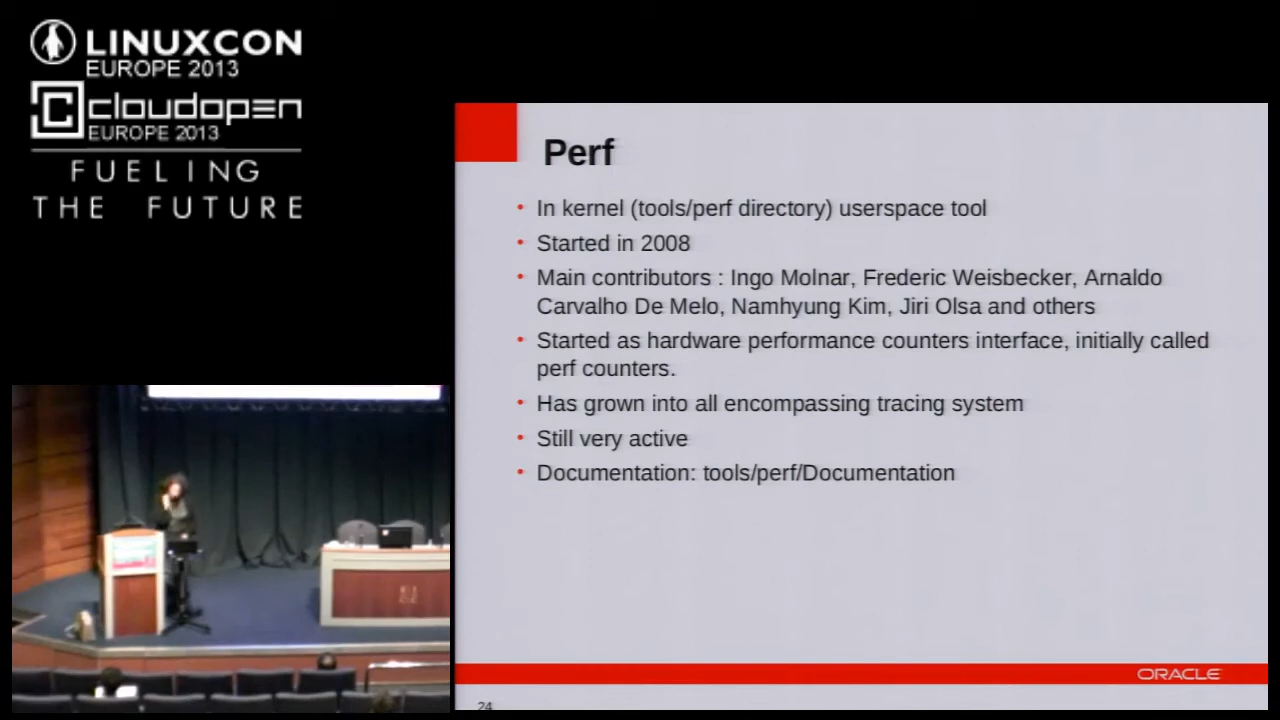 LINUXCON
EUROPE 2013
cloudopen
EUROPE 2013
FUELING
THE FUTURE
Perf
In kernel (tools/perf directory) userspace tool
Started in 2008
Main contributors : Ingo Molnar, Frederic Weisbecker, Arnaldo
Carvalho De Melo, Namhyung Kim, Jiri Olsa and others
Started as hardware performance counters interface, initially called
perf counters.
Has grown into all encompassing tracing system
Still very active
Documentation: tools/perf/Documentation
ORACLE
24